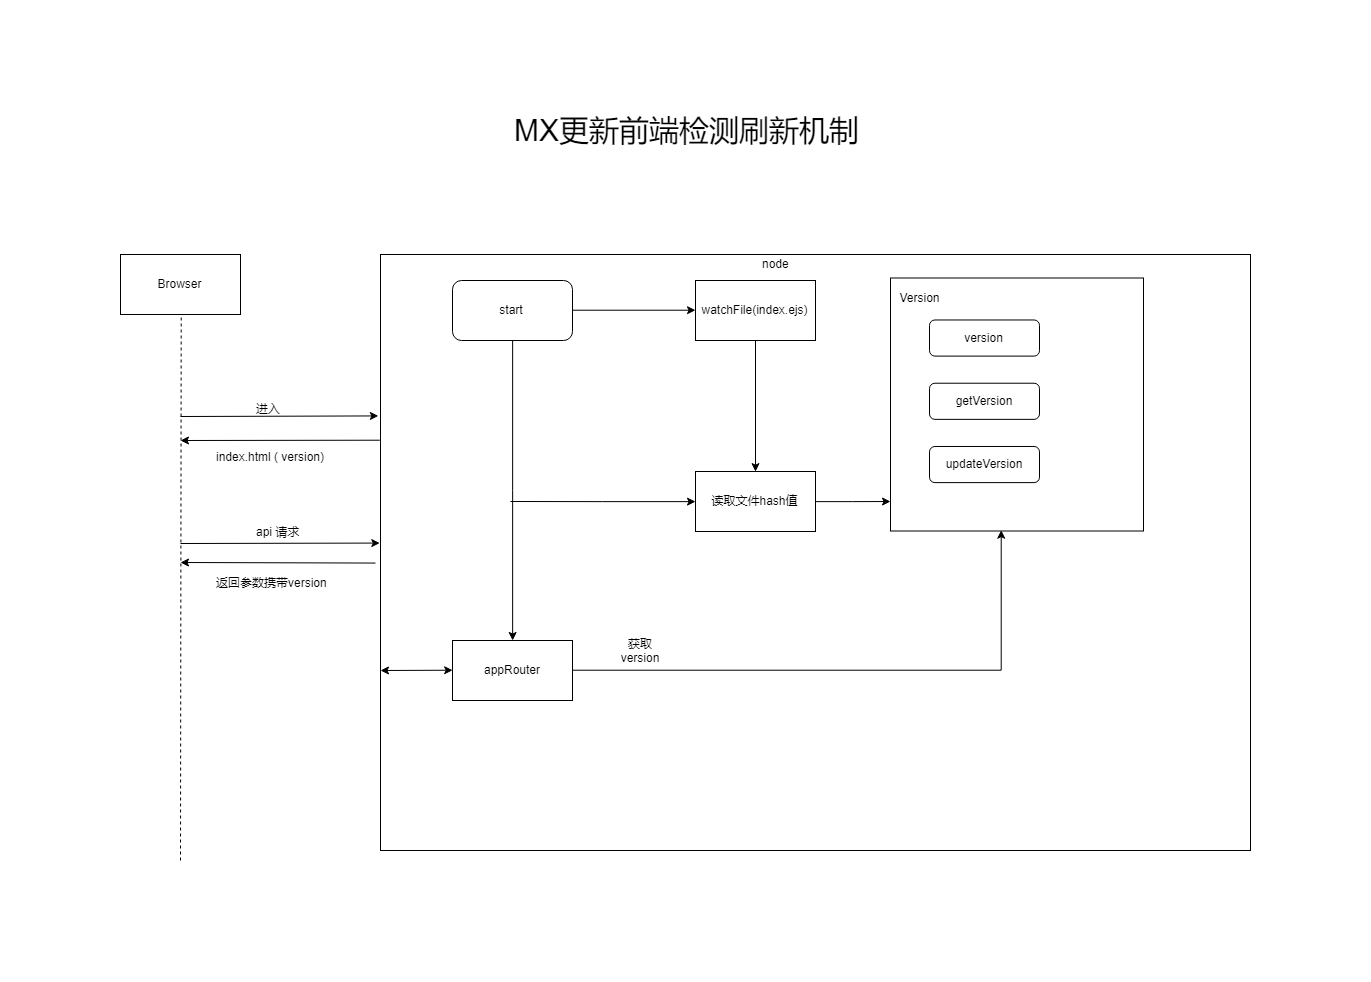 MX更新前端检测刷新机制
Browser
node
start
watchFile(index.ejs)
Version
version
getVersion
updateVersion
进入
index.html ( version)
读取文件hash值
api 请求
返回参数携带version
appRouter
获取
version